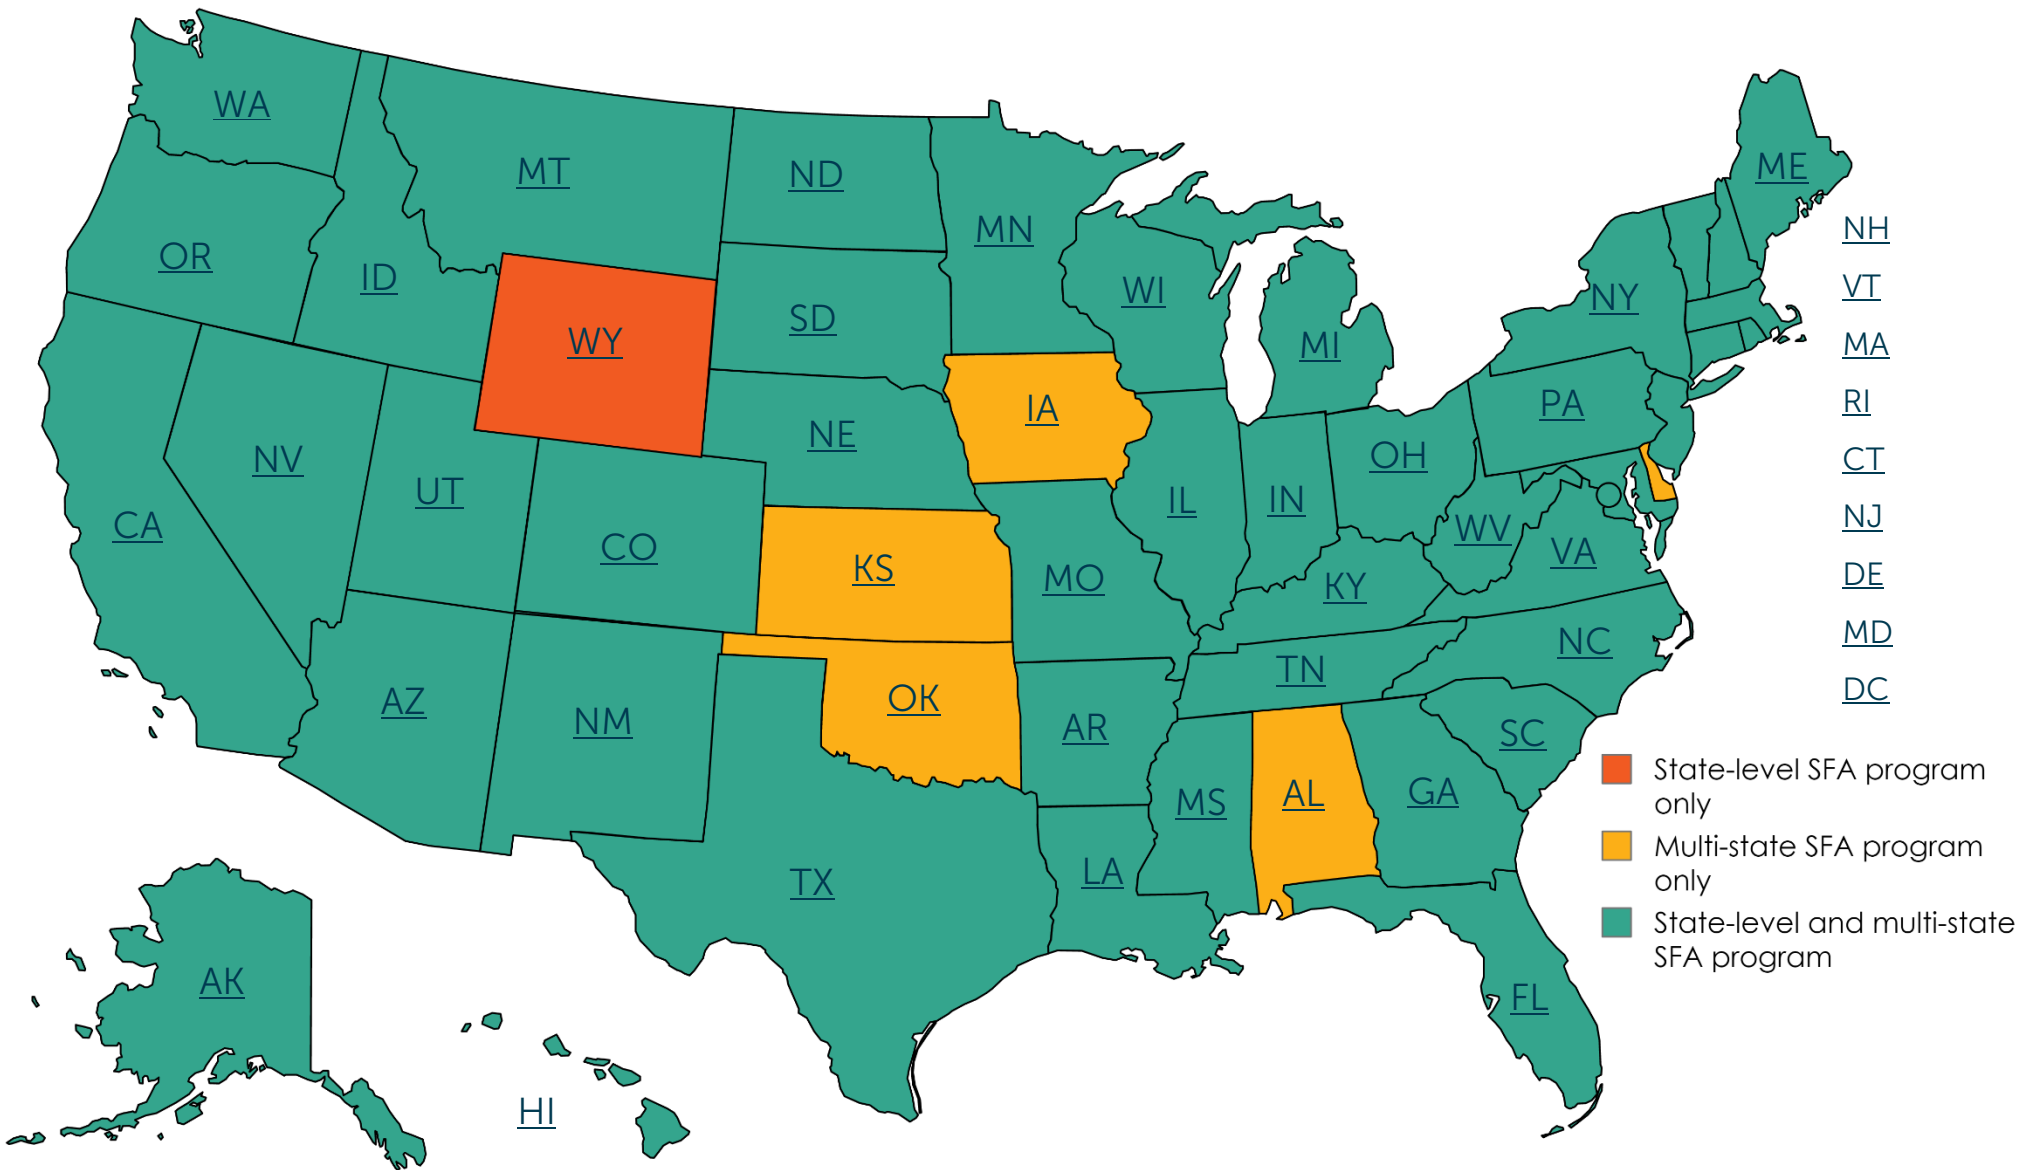 WA
MT
ND
MN
ME
OR
ID
WY
SD
WI
MI
NY
NH
VT
MA
RI
CT
NJ
DE
MD
DC
NV
UT
NE
IA
IL
IN
OH
PA
CA
CO
KS
MO
KY
WV
VA
AZ
NM
OK
AR
TN
NC
SC
MS
AL
GA
TX
LA
FL
AK
HI
State-level SFA program
only
Multi-state SFA program
only
State-level and multi-state
SFA program